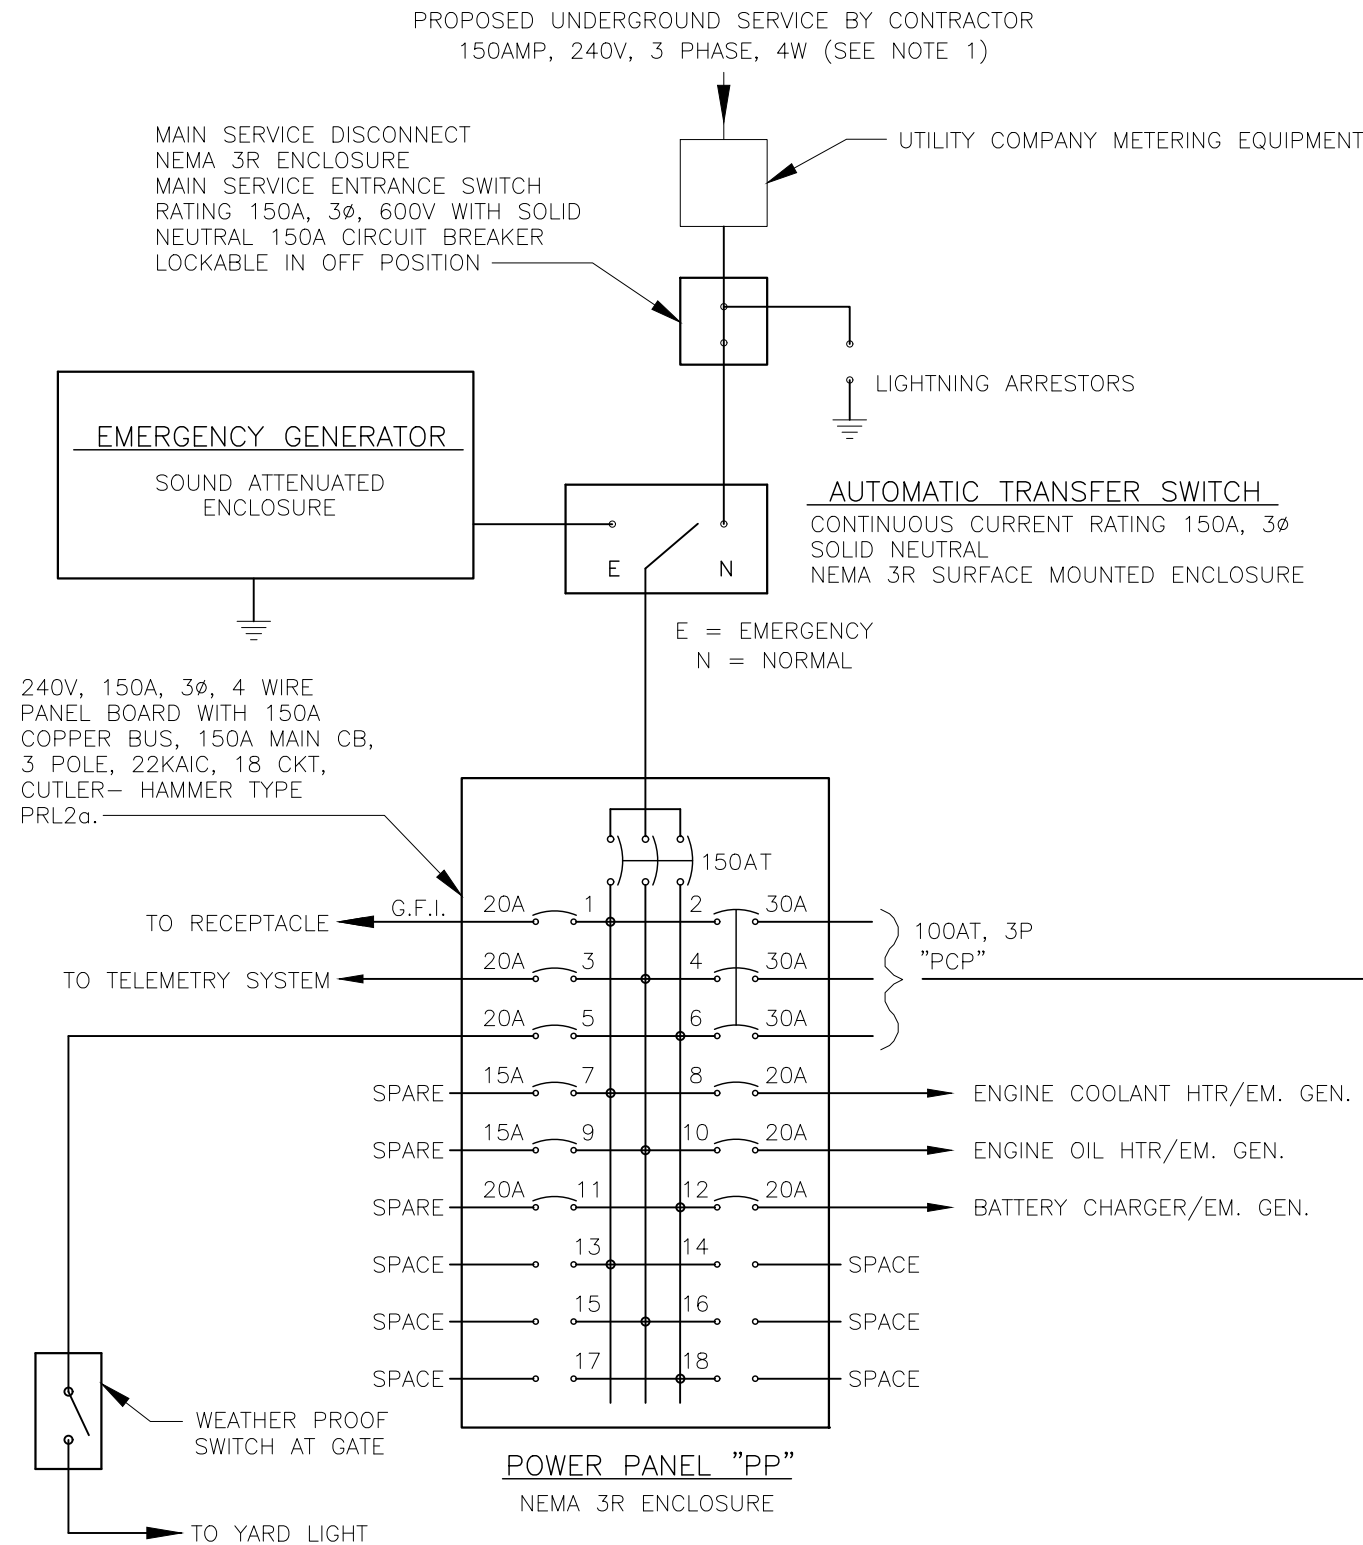 PROPOSED UNDERGROUND SERVICE BY CONTRACTOR
150AMP, 240V, 3 PHASE, 4W (SEE NOTE 1)
MAIN SERVICE DISCONNECT
NEMA 3R ENCLOSURE
MAIN SERVICE ENTRANCE SWITCH
RATING 150A, 3ø, 600V WITH SOLID
NEUTRAL 150A CIRCUIT BREAKER
LOCKABLE IN OFF POSITION
UTILITY COMPANY METERING EQUIPMENT
LIGHTNING ARRESTORS
EMERGENCY GENERATOR
SOUND ATTENUATED
ENCLOSURE
AUTOMATIC TRANSFER SWITCH
CONTINUOUS CURRENT RATING 150A, 3ø
SOLID NEUTRAL
NEMA 3R SURFACE MOUNTED ENCLOSURE
E N
E = EMERGENCY
N = NORMAL
240V, 150A, 3ø, 4 WIRE
PANEL BOARD WITH 150A
COPPER BUS, 150A MAIN CB,
3 POLE, 22KAIC, 18 CKT,
CUTLER– HAMMER TYPE
PRL2a.
150AT
TO RECEPTACLE G.F.I. 20A 1 2 30A
TO TELEMETRY SYSTEM 20A 3 4 30A
20A 5 6 30A
100AT, 3P
"PCP"
SPARE 15A 7 8 20A ENGINE COOLANT HTR/EM. GEN.
SPARE 15A 9 10 20A ENGINE OIL HTR/EM. GEN.
SPARE 20A 11 12 20A BATTERY CHARGER/EM. GEN.
SPACE 13 14 SPACE
SPACE 15 16 SPACE
SPACE 17 18 SPACE
WEATHER PROOF
SWITCH AT GATE
POWER PANEL "PP"
NEMA 3R ENCLOSURE
TO YARD LIGHT